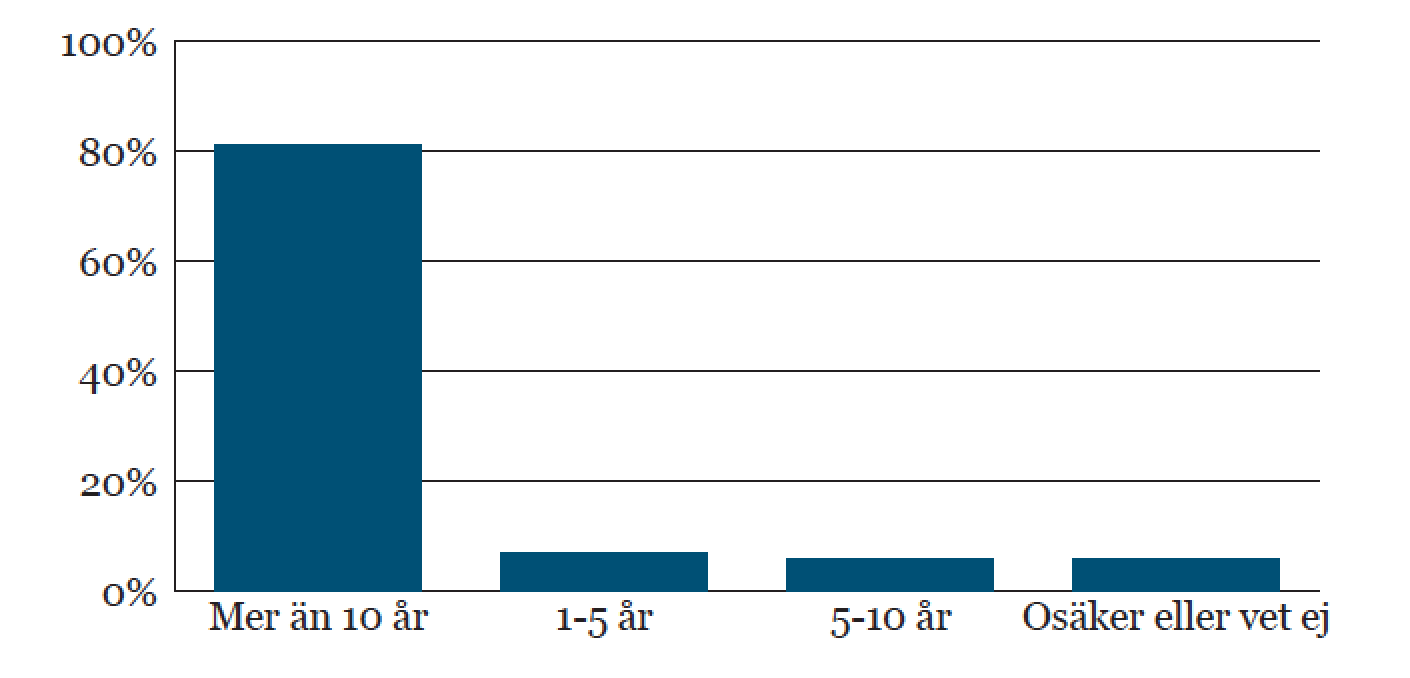 100%
80%
60%
40%
20%
0%
Mer än 10 år
1-5 år
5-10 år
Osäker eller vet ej